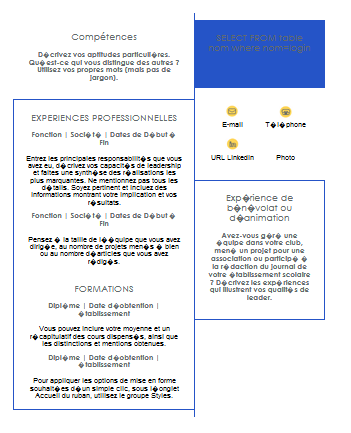 Compétences
D�crivez vos aptitudes particuli�res.
Qu�est-ce qui vous distingue des autres ?
Utilisez vos propres mots (mais pas de
jargon).
EXPERIENCES PROFESSIONNELLES
Fonction | Soci�t� | Dates de D�but �
Fin
Entrez les principales responsabilit�s que vous
avez eu, d�crivez vos capacit�s de leadership
et faites une synth�se des r�alisations les
plus marquantes. Ne mentionnez pas tous les
d�tails. Soyez pertinent et incluez des
informations montrant votre implication et vos
r�sultats.
Fonction | Soci�t� | Dates de D�but �
Fin
Pensez � la taille de l��quipe que vous avez
dirig�e, au nombre de projets men�s � bien
ou au nombre d�articles que vous avez
r�dig�s.
FORMATIONS
Dipl�me | Date d�obtention |
�tablissement
Vous pouvez inclure votre moyenne et un
r�capitulatif des cours dispens�s, ainsi que
les distinctions et mentions obtenues.
Dipl�me | Date d�obtention |
�tablissement
Pour appliquer les options de mise en forme
souhait�es d�un simple clic, sous l�onglet
Accueil du ruban, utilisez le groupe Styles.
SELECT FROM table
nom where nom=login
E-mail
T�l�phone
URL Linkedin
Photo
Exp�rience de
b�n�volat ou
d�animation
Avez-vous g�r� une
�quipe dans votre club,
men� un projet pour une
association ou particip� �
la r�daction du journal de
votre �tablissement scolaire
? D�crivez les exp�riences
qui illustrent vos qualit�s de
leader.